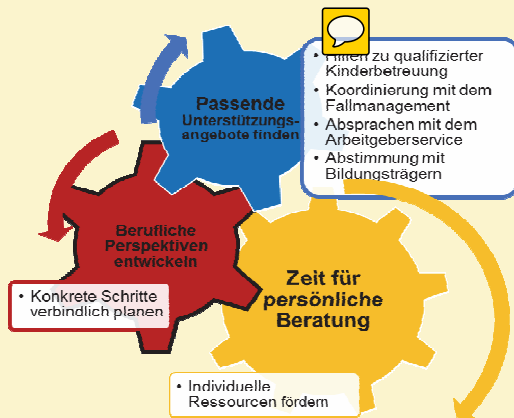 Passende
Unterstützungs-
angebote finden
zu qualifizierter
Kinderbetreuung
• Koordinierung mit dem
Fallmanagement
• Absprachen mit dem
Arbeitgeberservice
• Abstimmung mit
Bildungsträgern
Berufliche
Perspektiven
entwickeln
• Konkrete Schritte
verbindlich planen
Zeit für
persönliche
Beratung
• Individuelle
Ressourcen fördern